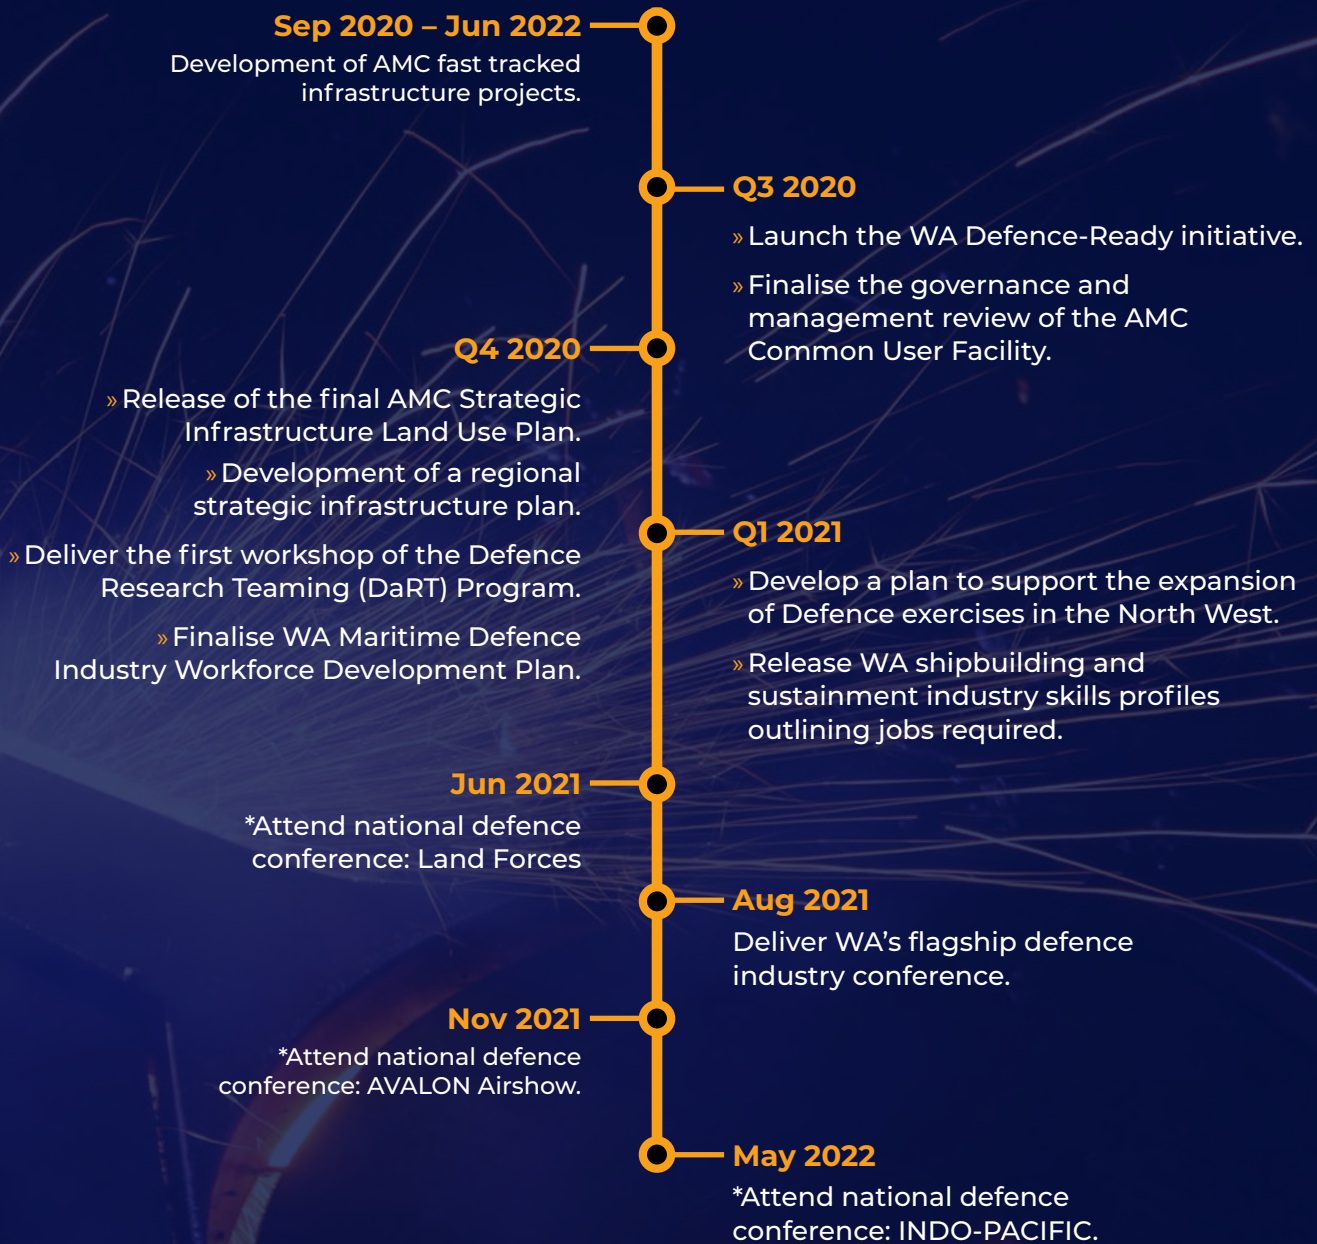 Sep 2020 – Jun 2022
Development of AMC fast tracked
infrastructure projects.
Q3 2020
» Launch the WA Defence-Ready initiative.
» Finalise the governance and
management review of the AMC
Common User Facility.
Q4 2020
» Release of the final AMC Strategic
Infrastructure Land Use Plan.
» Development of a regional
strategic infrastructure plan.
» Deliver the first workshop of the Defence
Research Teaming (DaRT) Program.
» Finalise WA Maritime Defence
Industry Workforce Development Plan.
Q1 2021
» Develop a plan to support the expansion
of Defence exercises in the North West.
» Release WA shipbuilding and
sustainment industry skills profiles
outlining jobs required.
Jun 2021
*Attend national defence
conference: Land Forces
Aug 2021
Deliver WA’s flagship defence
industry conference.
Nov 2021
*Attend national defence
conference: AVALON Airshow.
May 2022
*Attend national defence
conference: INDO-PACIFIC.